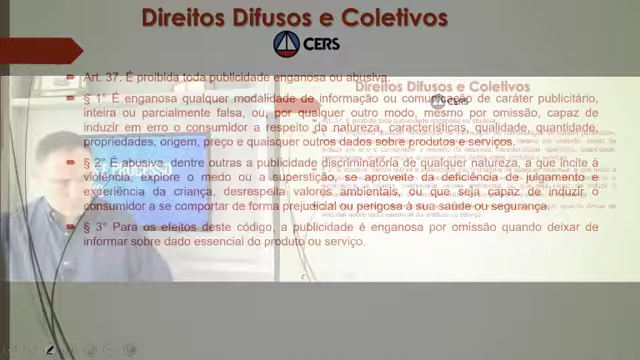 Direitos Difusos e Coletivos
CERS
Art. 37. É proibida toda publicidade enganosa ou abusiva.
Direitos Difusos e Coletivos
CERS
§ 1° É enganosa qualquer modalidade de informação ou comunicação de caráter publicitário,
inteira ou parcialmente falsa, ou, por qualquer outro modo, mesmo por omissão, capaz de
induzir em erro o consumidor a respeito da natureza, características, qualidade, quantidade,
propriedades, origem, preço e quaisquer outros dados sobre produtos e serviços.
§ 2° É abusiva, dentre outras a publicidade discriminatória de qualquer natureza, a que incite à
violência, explore o medo ou a superstição, se aproveite da deficiência de julgamento e
experiência da criança, desrespeita valores ambientais, ou que seja capaz de induzir o
consumidor a se comportar de forma prejudicial ou perigosa à sua saúde ou segurança.
§ 3° Para os efeitos deste código, a publicidade é enganosa por omissão quando deixar de
informar sobre dado essencial do produto ou serviço.